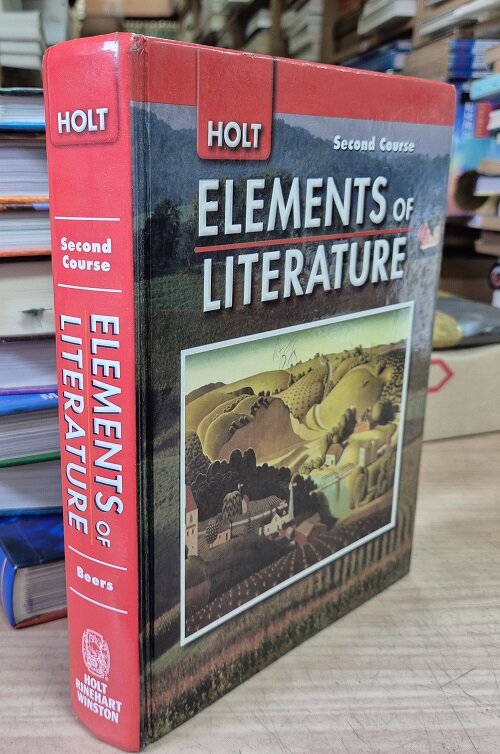 HOLT
Second
Course
ELEMENTS OF
LITERATURE
Beers
HOLT
RINEHART
WINSTON
HOLT
Second Course
ELEMENTS OF
LITERATURE